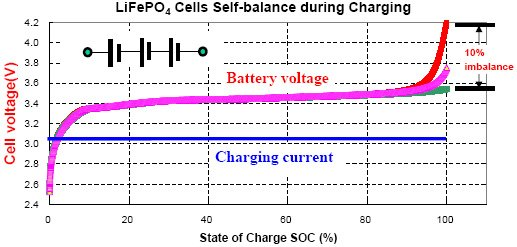 LiFePO4 Cells Self-balance during Charging
4.2
4.0
3.8
3.6
3.4
3.2
3.0
2.8
2.6
2.4
Cell voltage(V)
Battery voltage
10%
imbalance
Charging current
0
20
40
60
80
100
State of Charge SOC (%)